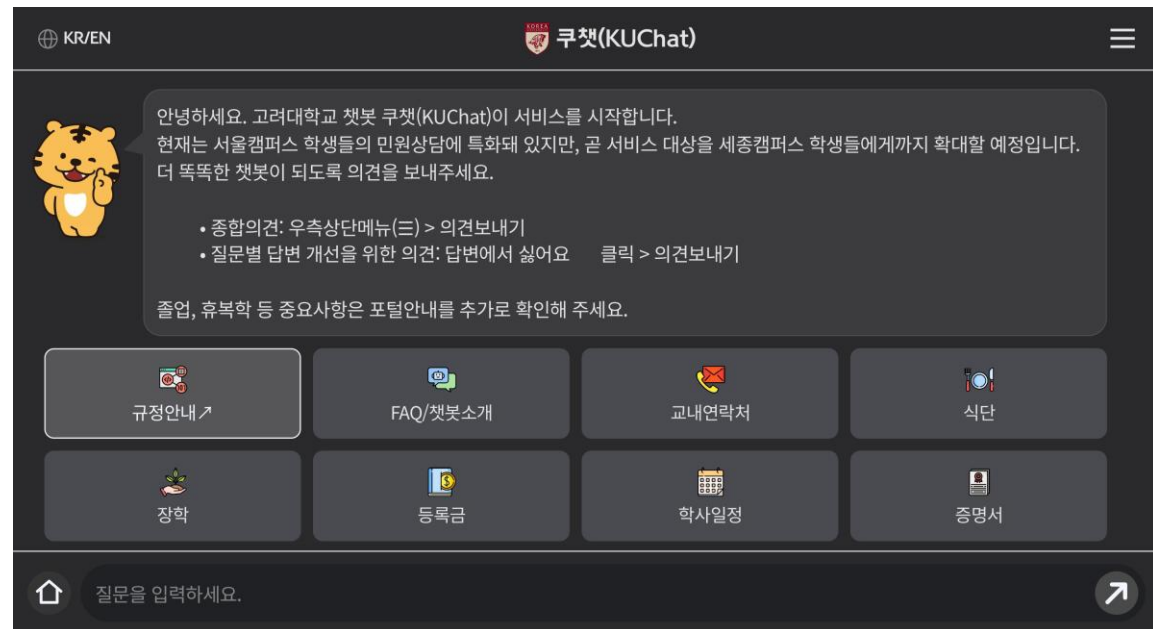 KR/EN
KOREA
쿠챗(KUChat)
안녕하세요. 고려대학교 챗봇 쿠챗(KUChat)이 서비스를 시작합니다.
현재는 서울캠퍼스 학생들의 민원상담에 특화돼 있지만, 곧 서비스 대상을 세종캠퍼스 학생들에게까지 확대할 예정입니다.
더 똑똑한 챗봇이 되도록 의견을 보내주세요.
• 종합의견: 우측상단메뉴(三) > 의견보내기
• 질문별 답변 개선을 위한 의견: 답변에서 싫어요 클릭 > 의견보내기
졸업, 휴복학 등 중요사항은 포털안내를 추가로 확인해 주세요.
규정안내↗
FAQ/챗봇소개
교내연락처
식단
장학
등록금
학사일정
증명서
질문을 입력하세요.